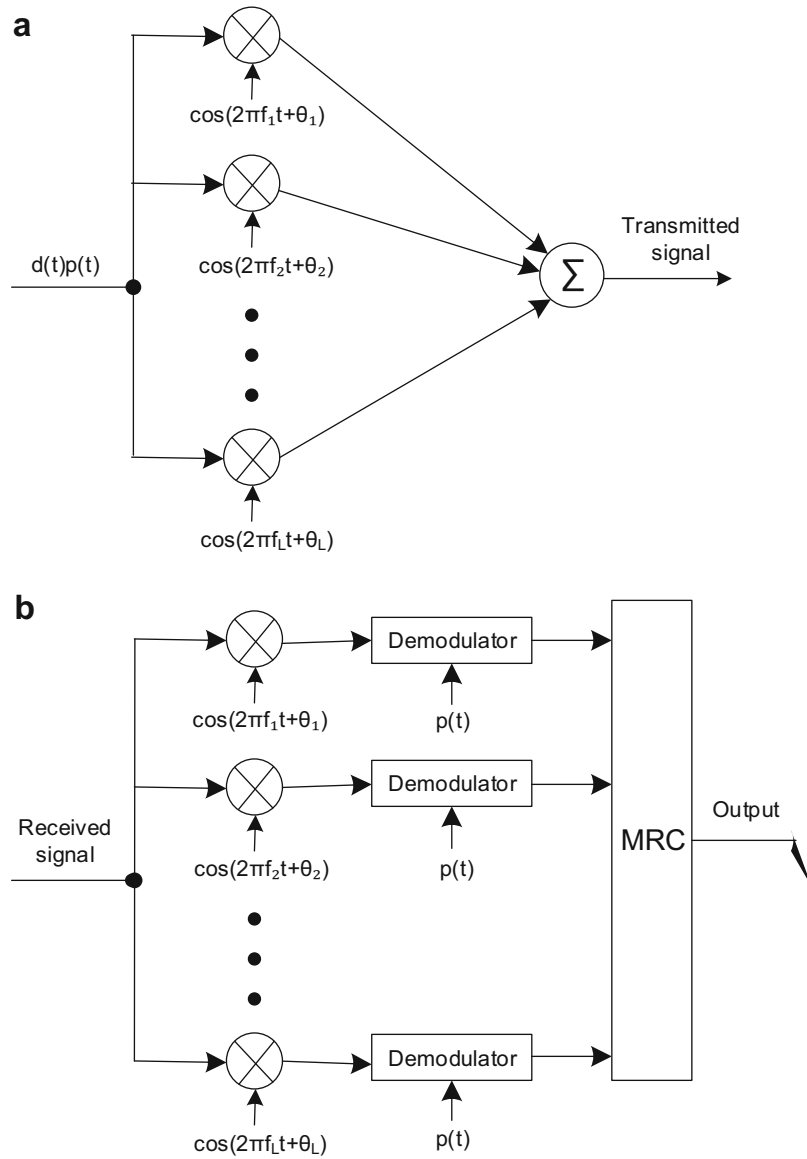 a
cos(2πf₁t+θ₁)
cos(2πf₂t+θ₂)
d(t)p(t)
Σ
Transmitted
signal
cos(2πf_Lt+θ_L)
b
Demodulator
cos(2πf₁t+θ₁)
p(t)
Demodulator
Received
signal
cos(2πf₂t+θ₂)
p(t)
MRC
Output
Demodulator
cos(2πf_Lt+θ_L)
p(t)